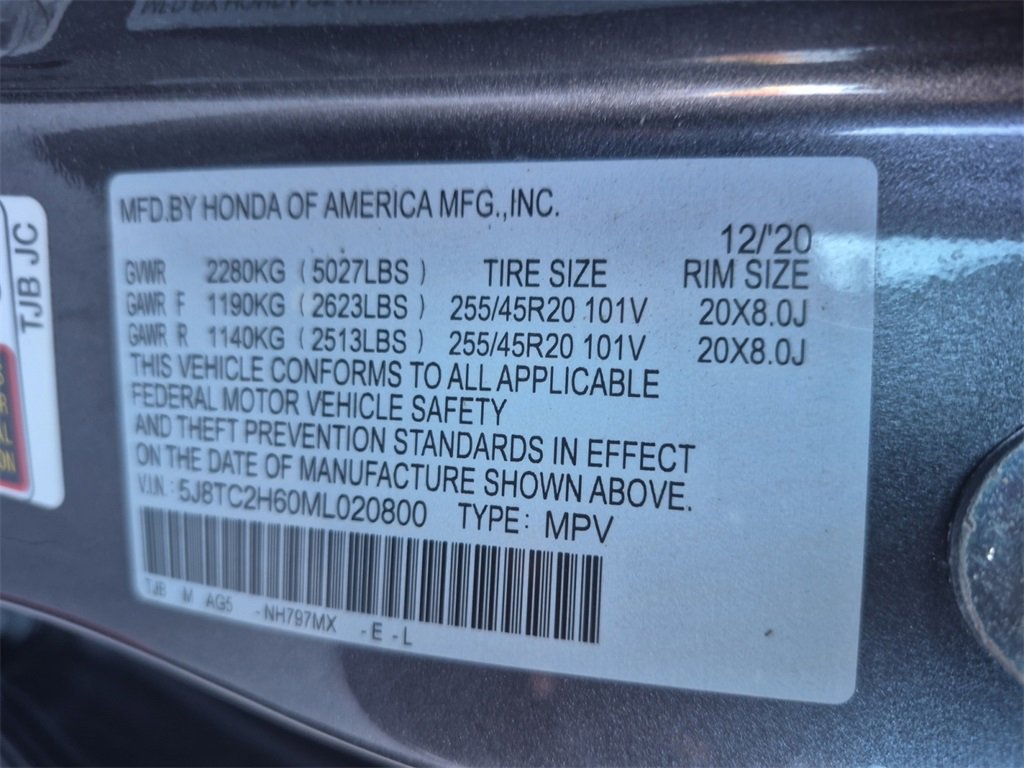 MFD.BY HONDA OF AMERICA MFG.,INC.
12/'20
GVWR 2280KG ( 5027LBS ) TIRE SIZE RIM SIZE
GAWR F 1190KG ( 2623LBS ) 255/45R20 101V 20X8.0J
GAWR R 1140KG ( 2513LBS ) 255/45R20 101V 20X8.0J
THIS VEHICLE CONFORMS TO ALL APPLICABLE
FEDERAL MOTOR VEHICLE SAFETY
AND THEFT PREVENTION STANDARDS IN EFFECT
ON THE DATE OF MANUFACTURE SHOWN ABOVE.
V.I.N.: 5J8TC2H60ML020800 TYPE: MPV
TJB M AG5 -NH797MX -E-L
TJB JC